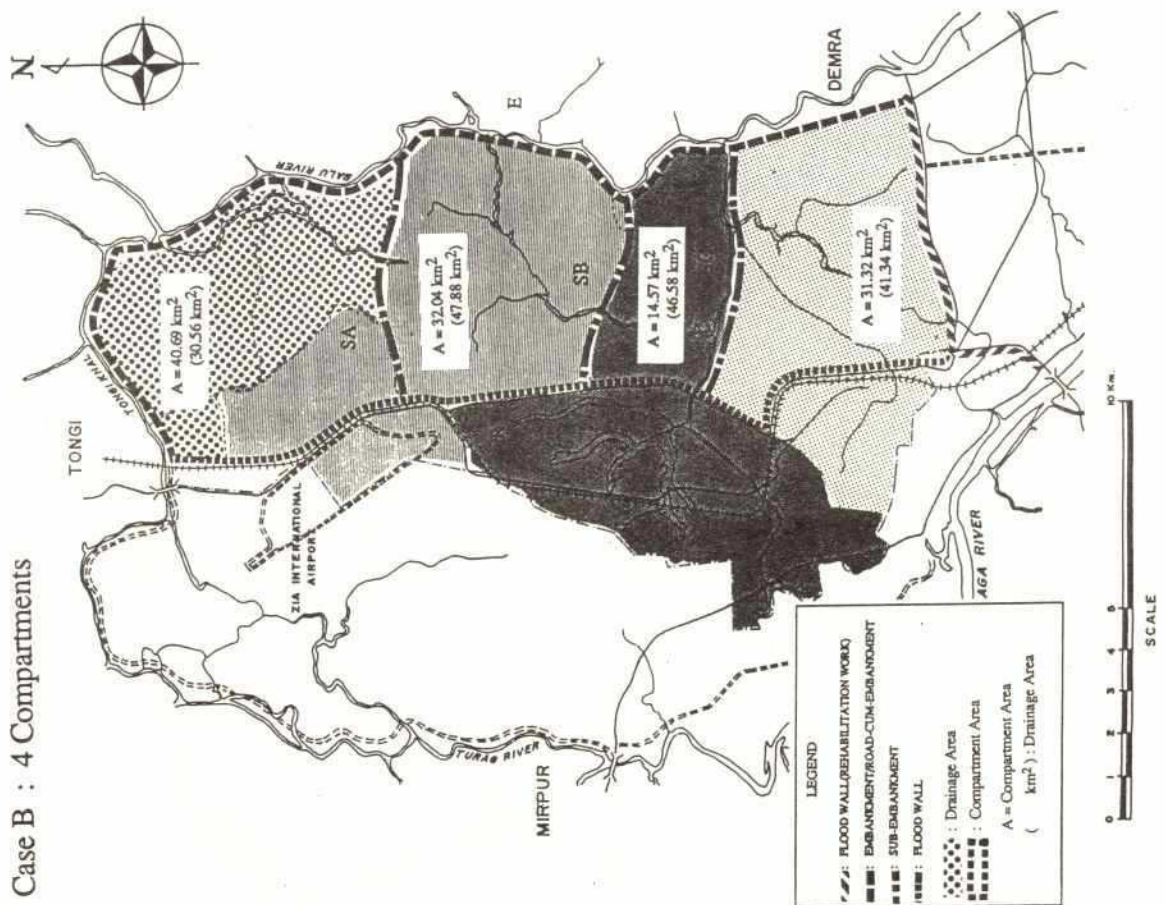 Case B : 4 Compartments
N
TONGI
TONGI KHAL
BALU RIVER
A = 40.69 km²
(30.56 km²)
SA
E
ZIA INTERNATIONAL
AIRPORT
A = 32.04 km²
(47.88 km²)
SB
A = 14.57 km²
(46.58 km²)
A = 31.32 km²
(41.34 km²)
DEMRA
TURAG RIVER
MIRPUR
AGA RIVER
LEGEND
: FLOOD WALL(REHABILITATION WORK)
: EMBANKMENT/ROAD-CUM-EMBANKMENT
: SUB-EMBANKMENT
: FLOOD WALL
: Drainage Area
: Compartment Area
A = Compartment Area
( km² ) : Drainage Area
0 1 2 3 4 5 10 Km.
SCALE